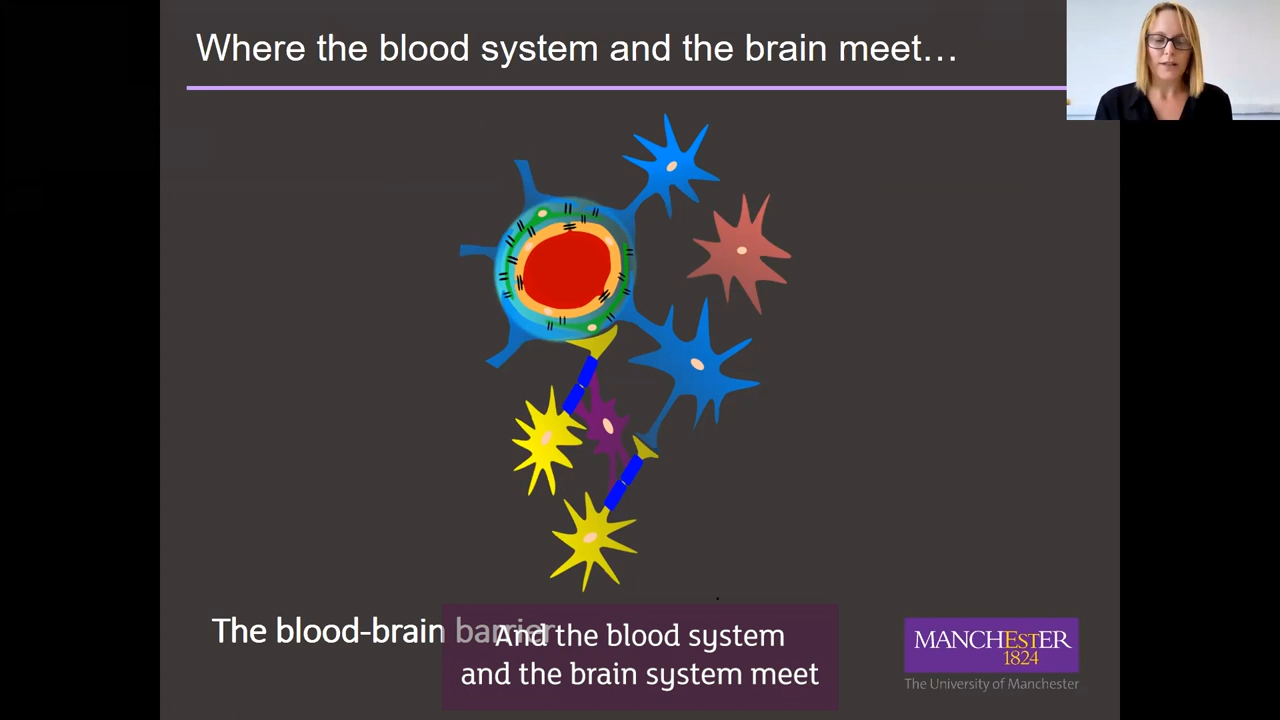 Where the blood system and the brain meet…
The blood-brain barrier
And the blood system
and the brain system meet
MANCHESTER
1824
The University of Manchester